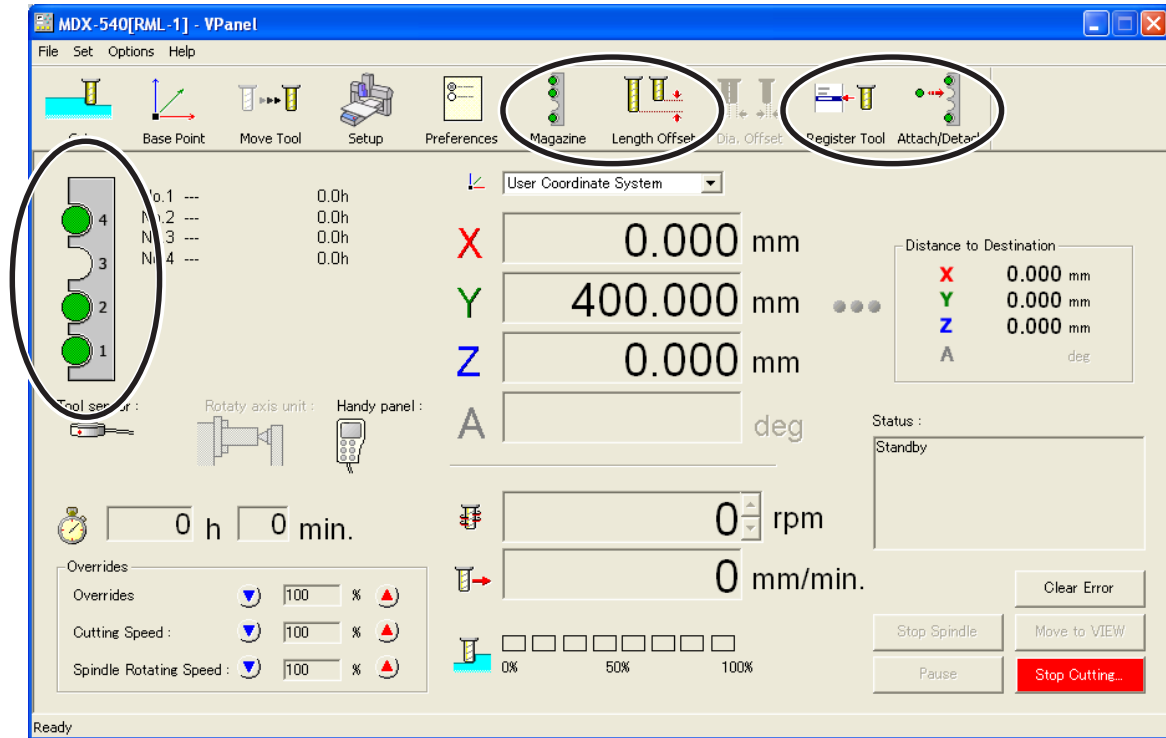 MDX-540[RML-1] - VPanel
File Set Options Help
Base Point Move Tool Setup Preferences Magazine Length Offset Dia. Offset Register Tool Attach/Detach
4
3
2
1
No.1 --- 0.0h
No.2 --- 0.0h
No.3 --- 0.0h
No.4 --- 0.0h
User Coordinate System
X 0.000 mm
Y 400.000 mm
Z 0.000 mm
A deg
Distance to Destination
X 0.000 mm
Y 0.000 mm
Z 0.000 mm
A deg
Tool sensor : Rotaty axis unit : Handy panel :
Status :
Standby
0 h 0 min.
0 rpm
0 mm/min.
Overrides
Overrides 100 %
Cutting Speed : 100 %
Spindle Rotating Speed : 100 %
0% 50% 100%
Clear Error
Stop Spindle Move to VIEW
Pause Stop Cutting...
Ready